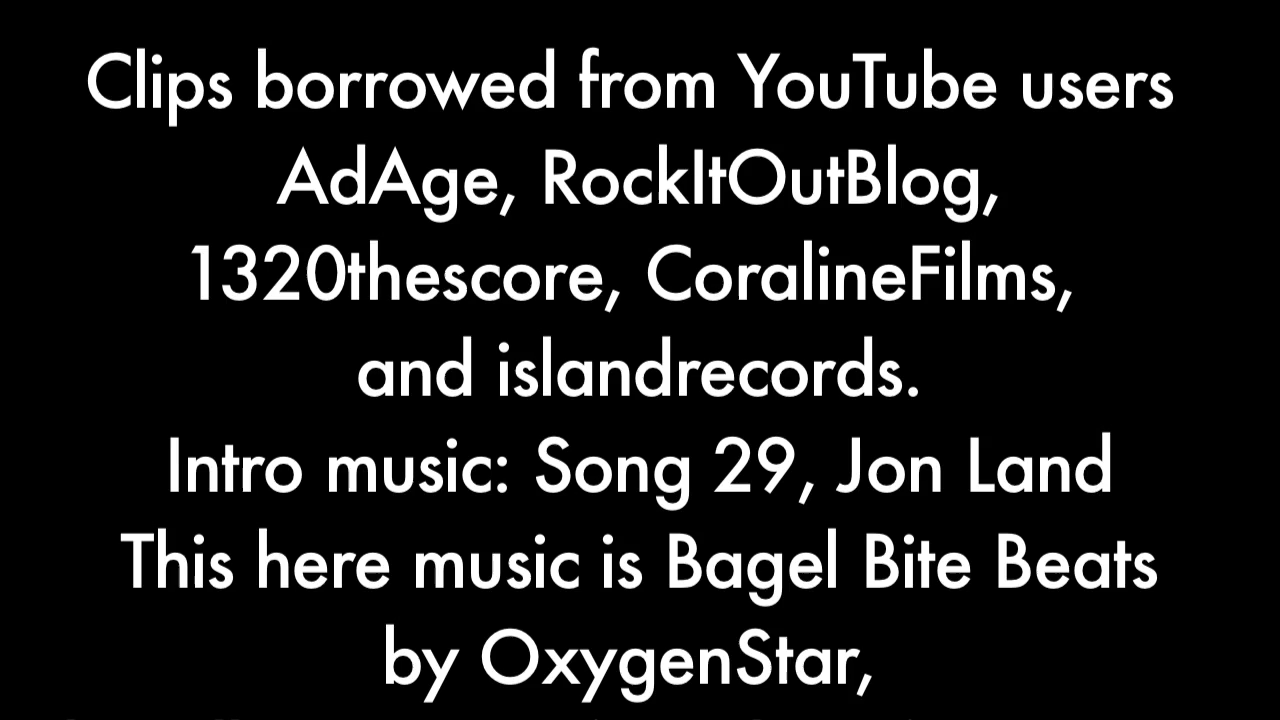 Clips borrowed from YouTube users
AdAge, RockItOutBlog,
1320thescore, CoralineFilms,
and islandrecords.
Intro music: Song 29, Jon Land
This here music is Bagel Bite Beats
by OxygenStar,